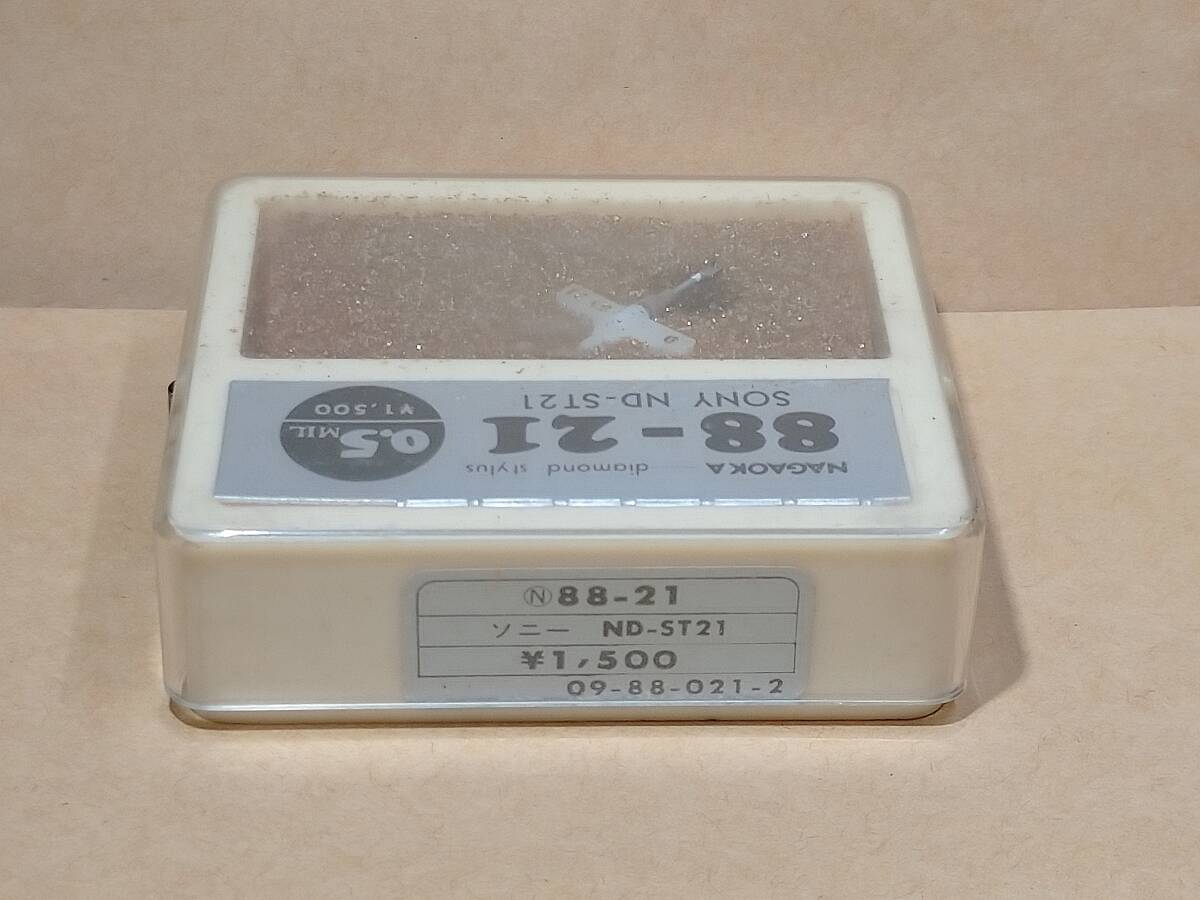 NAGAOKA diamond stylus
88-21
SONY ND-ST21
0.5 MIL
¥1,500
Ⓝ88-21
ソニー ND-ST21
¥1,500
09-88-021-2